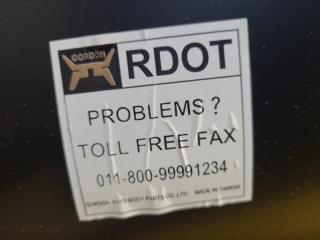 GORDON RDOT
PROBLEMS ?
TOLL FREE FAX
011-800-99991234
GORDON AUTO BODY PARTS CO.,LTD. MADE IN TAIWAN